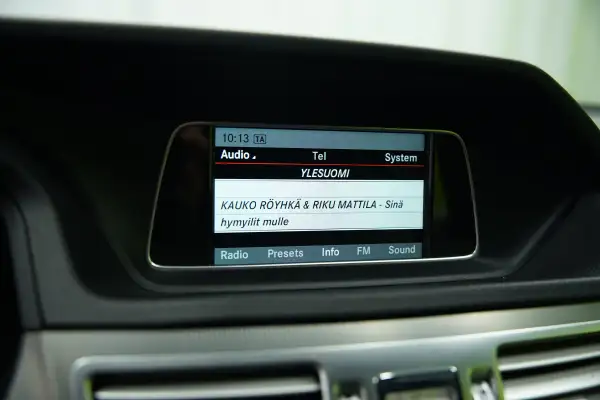 10:13 TA
Audio Tel System
YLESUOMI
KAUKO RÖYHKÄ & RIKU MATTILA - Sinä
hymyilit mulle
Radio Presets Info FM Sound